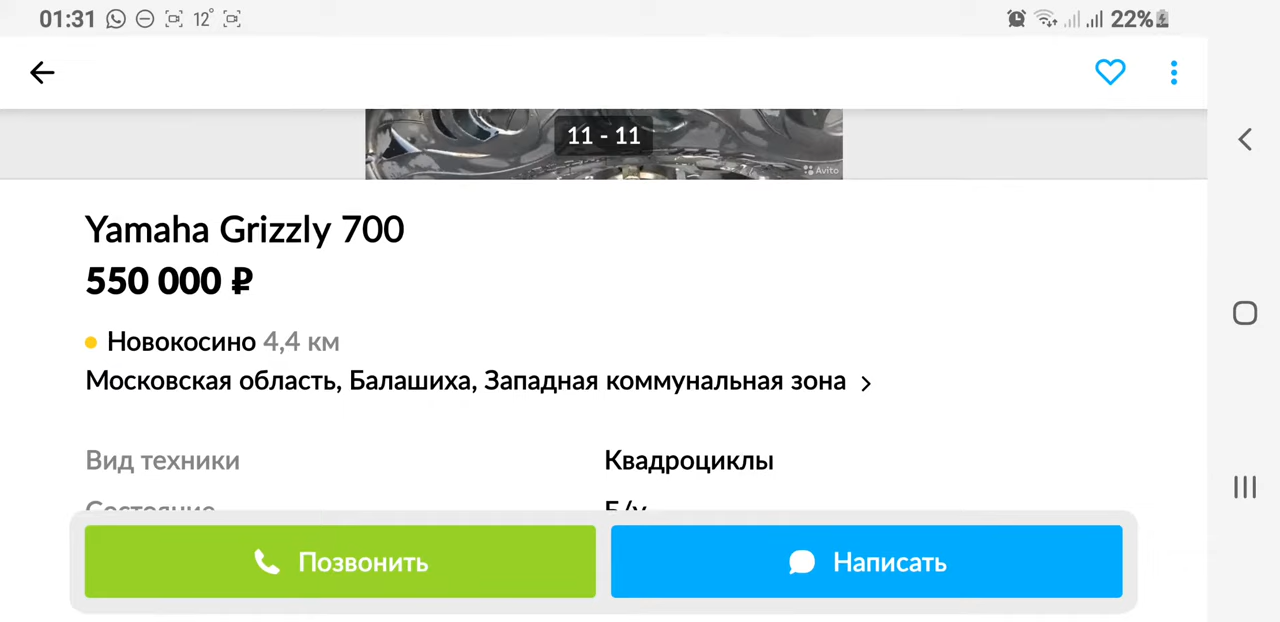 01:31 12° 22%
11 - 11
Avito
Yamaha Grizzly 700
550 000 ₽
Новокосино 4,4 км
Московская область, Балашиха, Западная коммунальная зона
Вид техники Квадроциклы
Состояние Б/у
Позвонить Написать